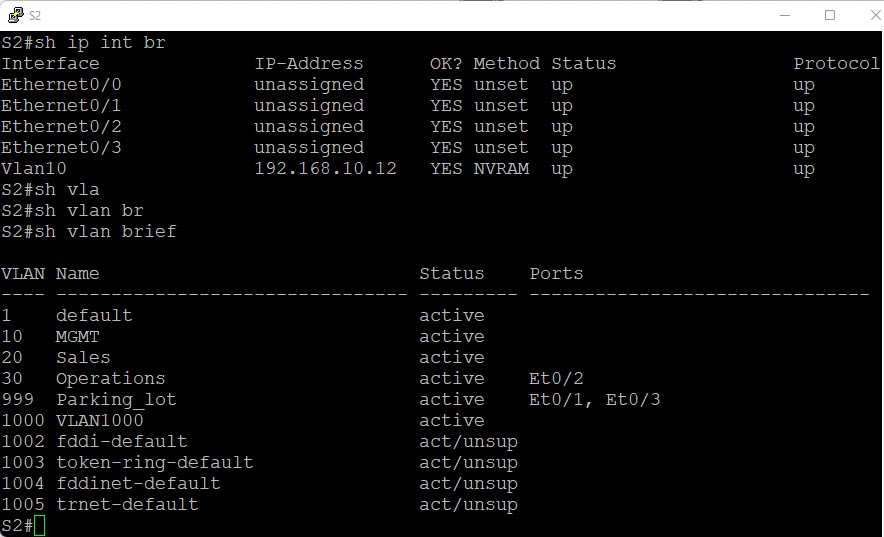 S2
S2#sh ip int br
Interface              IP-Address      OK? Method Status                Protocol
Ethernet0/0            unassigned      YES unset  up                    up
Ethernet0/1            unassigned      YES unset  up                    up
Ethernet0/2            unassigned      YES unset  up                    up
Ethernet0/3            unassigned      YES unset  up                    up
Vlan10                 192.168.10.12   YES NVRAM  up                    up
S2#sh vla
S2#sh vlan br
S2#sh vlan brief
VLAN Name                             Status    Ports
---- -------------------------------- --------- -------------------------------
1    default                          active
10   MGMT                             active
20   Sales                            active
30   Operations                       active    Et0/2
999  Parking_lot                      active    Et0/1, Et0/3
1000 VLAN1000                         active
1002 fddi-default                     act/unsup
1003 token-ring-default               act/unsup
1004 fddinet-default                  act/unsup
1005 trnet-default                    act/unsup
S2#